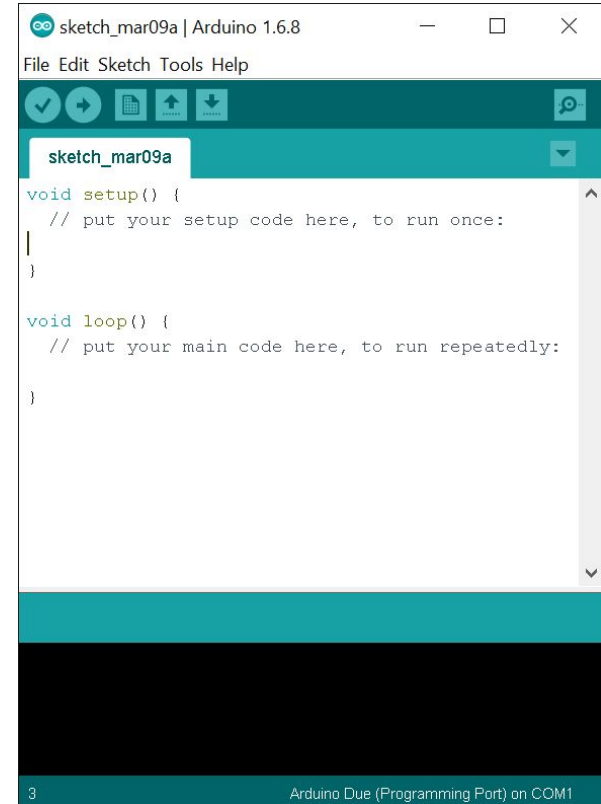 sketch_mar09a | Arduino 1.6.8
File Edit Sketch Tools Help
sketch_mar09a
void setup() {
  // put your setup code here, to run once:

}

void loop() {
  // put your main code here, to run repeatedly:

}
3 Arduino Due (Programming Port) on COM1